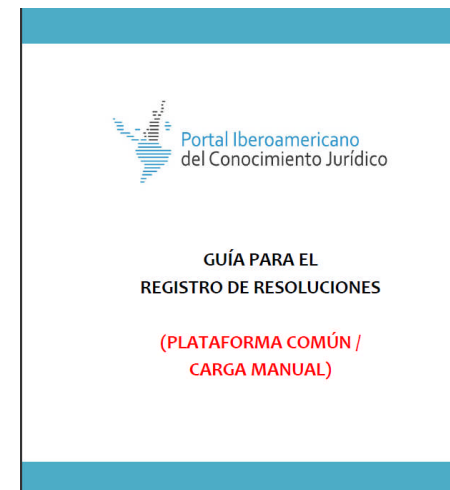 Portal Iberoamericano
del Conocimiento Jurídico
GUÍA PARA EL
REGISTRO DE RESOLUCIONES
(PLATAFORMA COMÚN /
CARGA MANUAL)